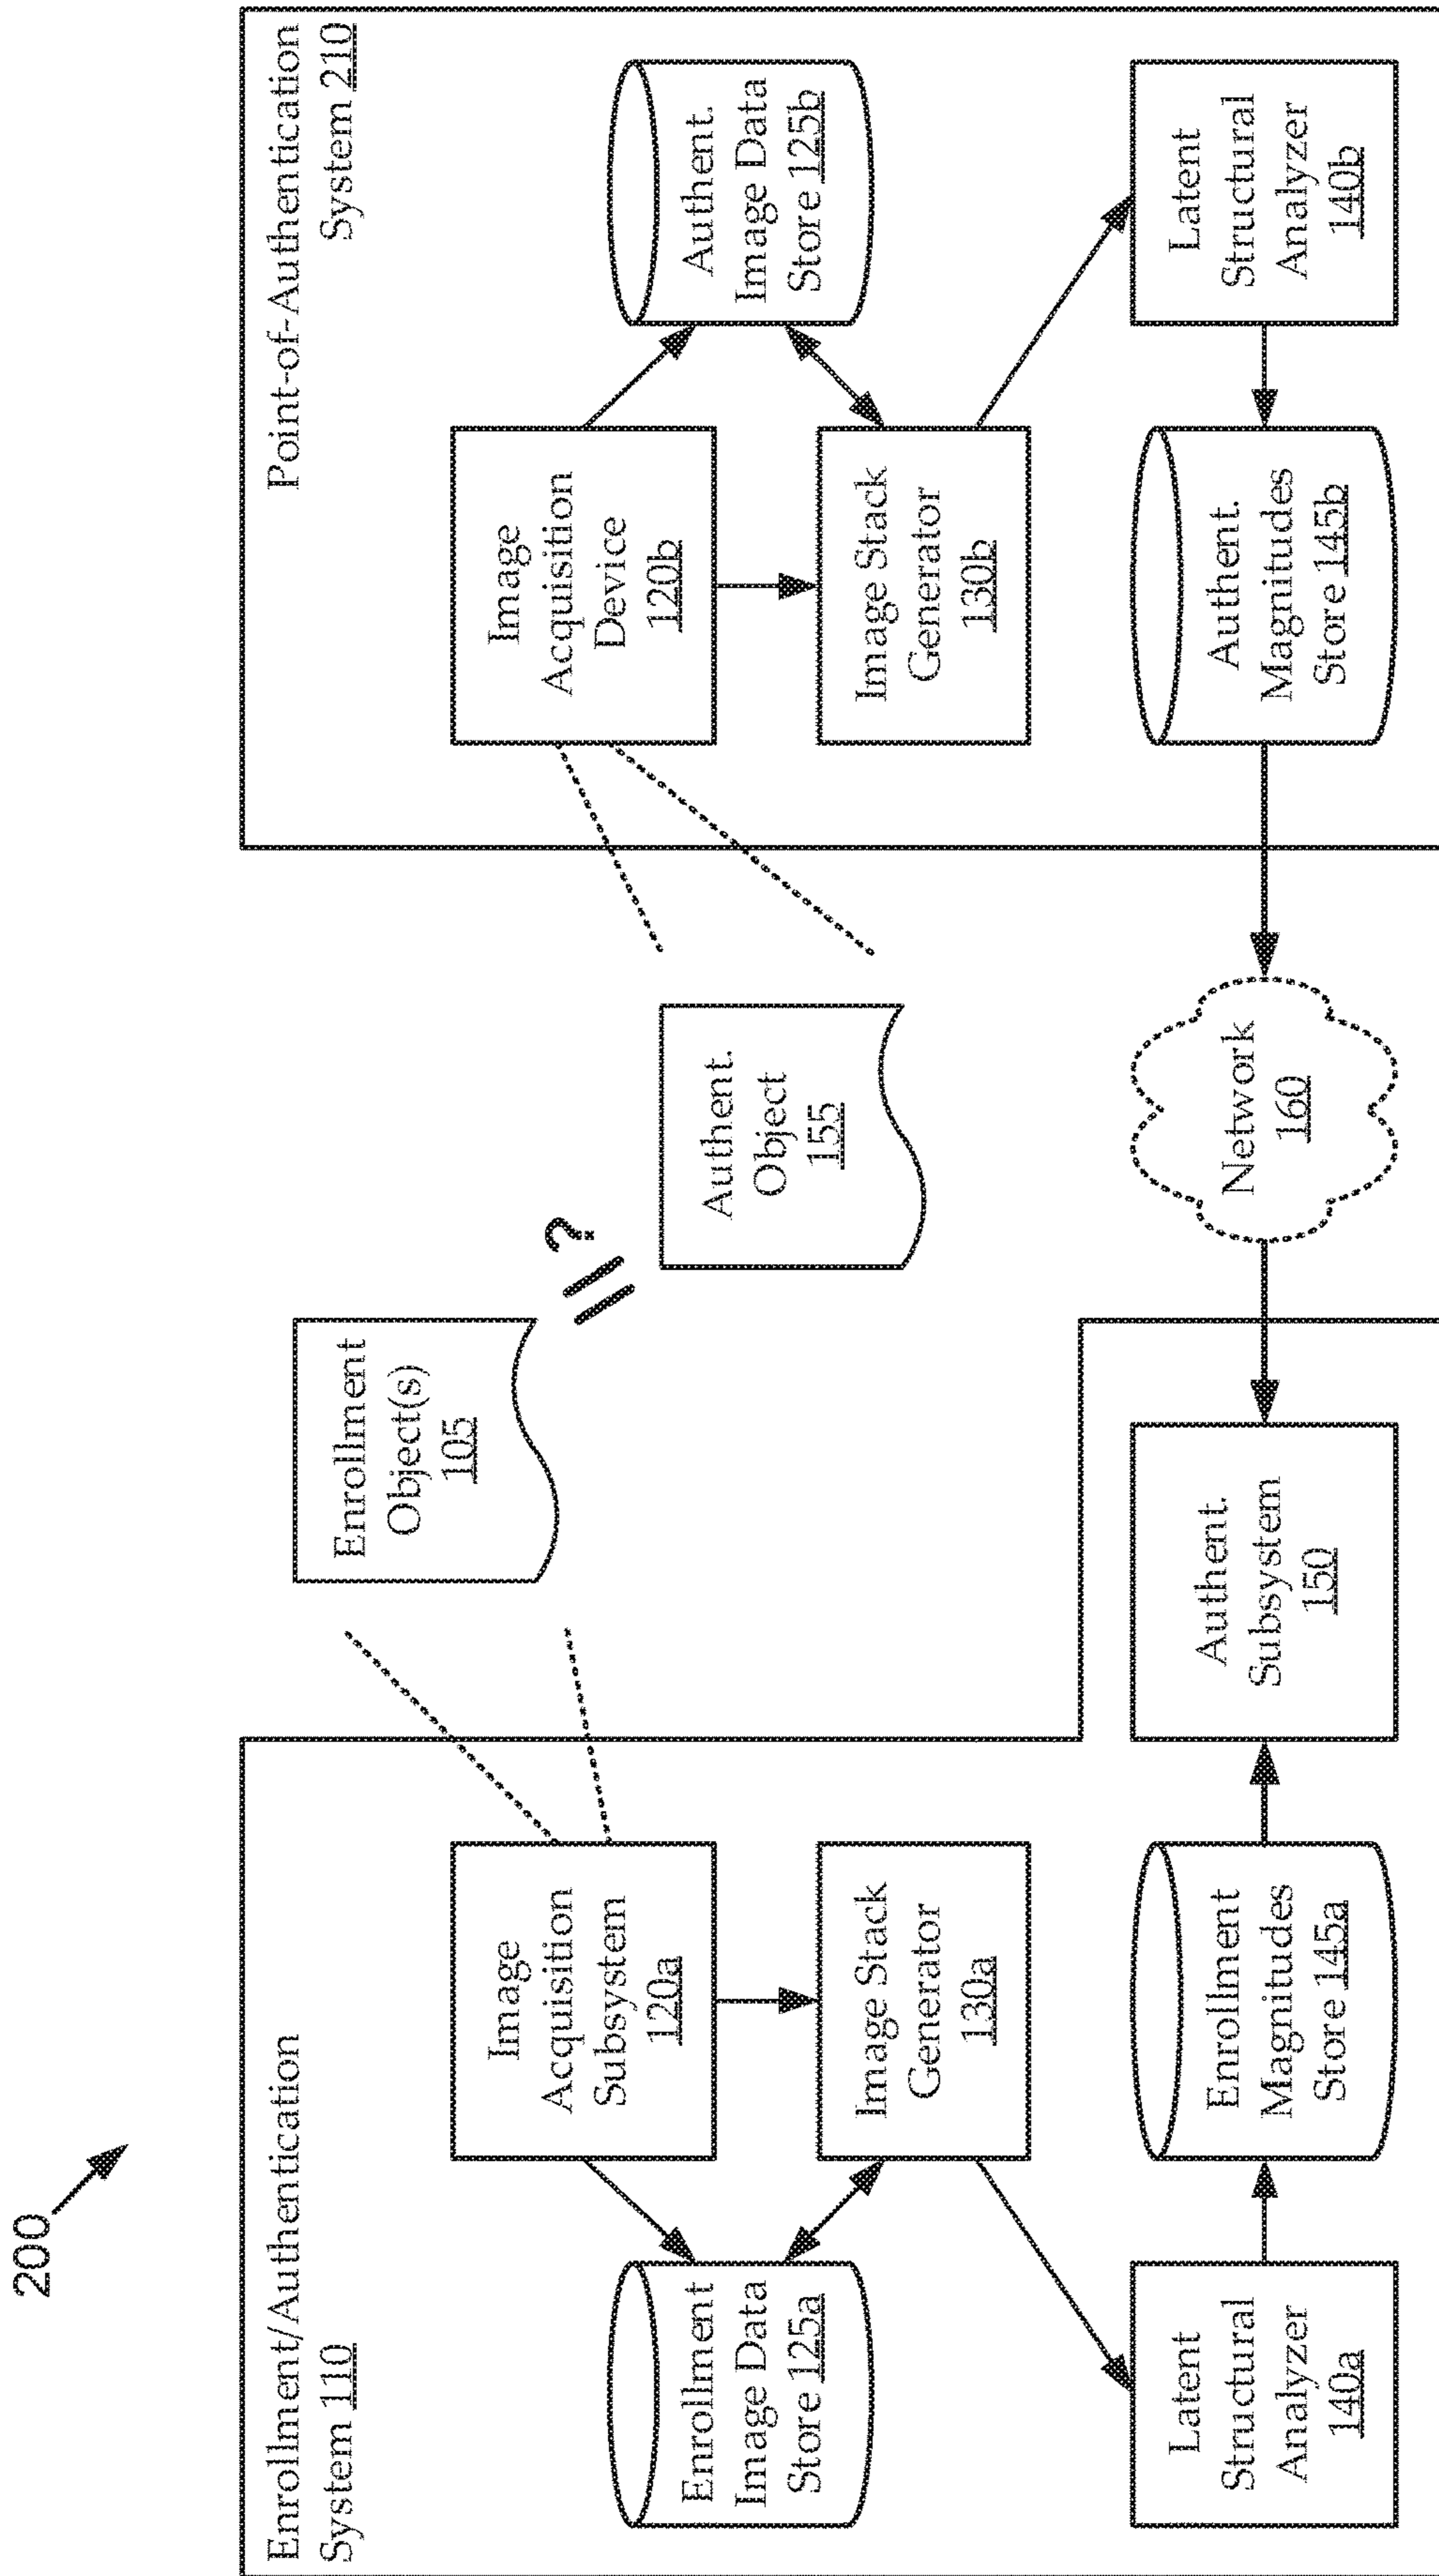 200
Enrollment/Authentication
System 110
Image
Acquisition
Subsystem
120a
Enrollment
Image Data
Store 125a
Image Stack
Generator
130a
Latent
Structural
Analyzer
140a
Enrollment
Magnitudes
Store 145a
Authent.
Subsystem
150
Enrollment
Object(s)
105
=?
Authent.
Object
155
Network
160
Point-of-Authentication
System 210
Image
Acquisition
Device
120b
Authent.
Image Data
Store 125b
Image Stack
Generator
130b
Authent.
Magnitudes
Store 145b
Latent
Structural
Analyzer
140b